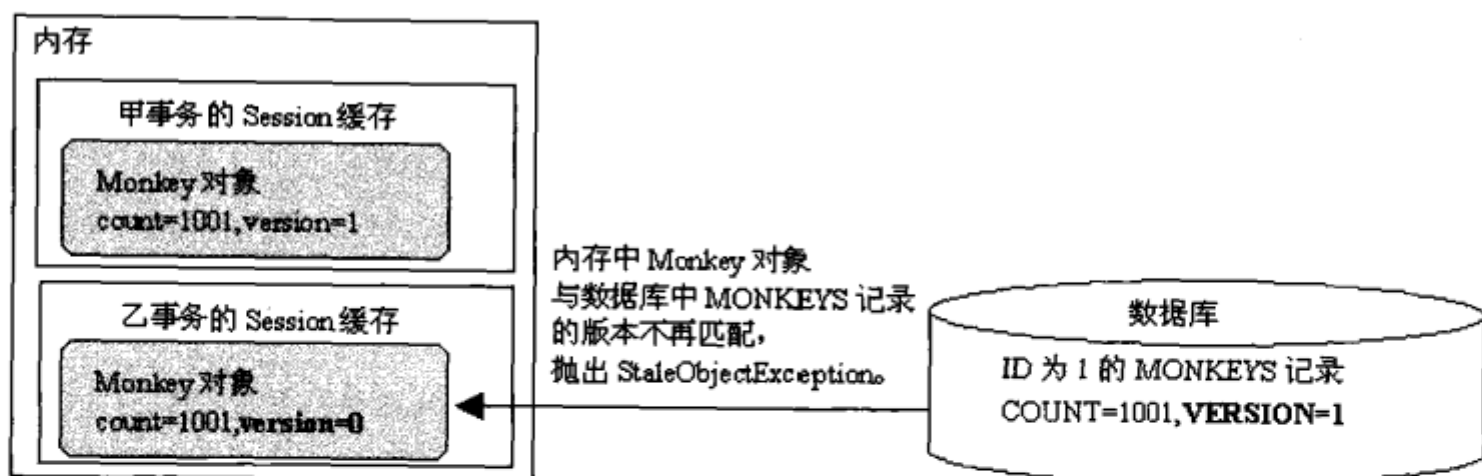 内存
甲事务的 Session 缓存
Monkey 对象
count=1001,version=1
乙事务的 Session 缓存
Monkey 对象
count=1001,version=0
内存中 Monkey 对象
与数据库中 MONKEYS 记录
的版本不再匹配，
抛出 StaleObjectException。
数据库
ID 为 1 的 MONKEYS 记录
COUNT=1001,VERSION=1